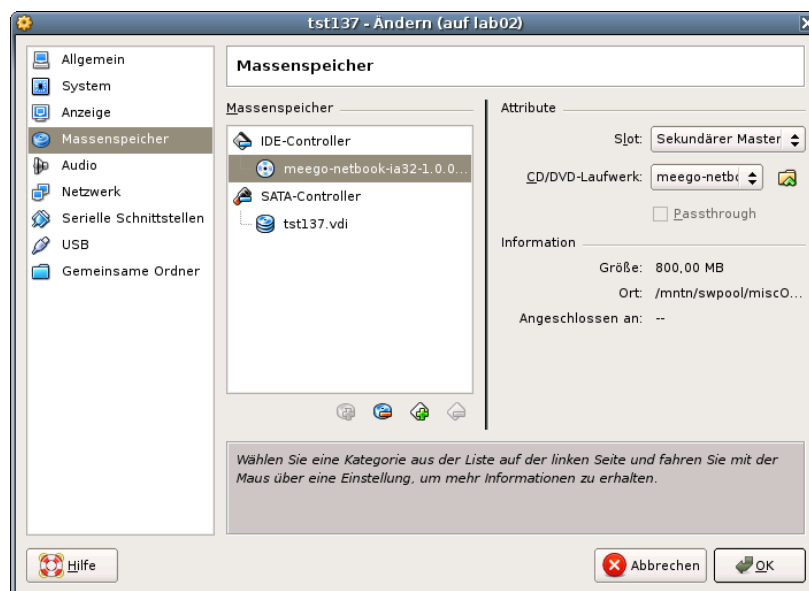 tst137 - Ändern (auf lab02)
Allgemein
System
Anzeige
Massenspeicher
Audio
Netzwerk
Serielle Schnittstellen
USB
Gemeinsame Ordner
Massenspeicher
Massenspeicher
IDE-Controller
meego-netbook-ia32-1.0.0...
SATA-Controller
tst137.vdi
Attribute
Slot: Sekundärer Master
CD/DVD-Laufwerk: meego-netbo
Passthrough
Information
Größe: 800,00 MB
Ort: /mntn/swpool/miscO...
Angeschlossen an: --
Wählen Sie eine Kategorie aus der Liste auf der linken Seite und fahren Sie mit der
Maus über eine Einstellung, um mehr Informationen zu erhalten.
Hilfe
Abbrechen
OK